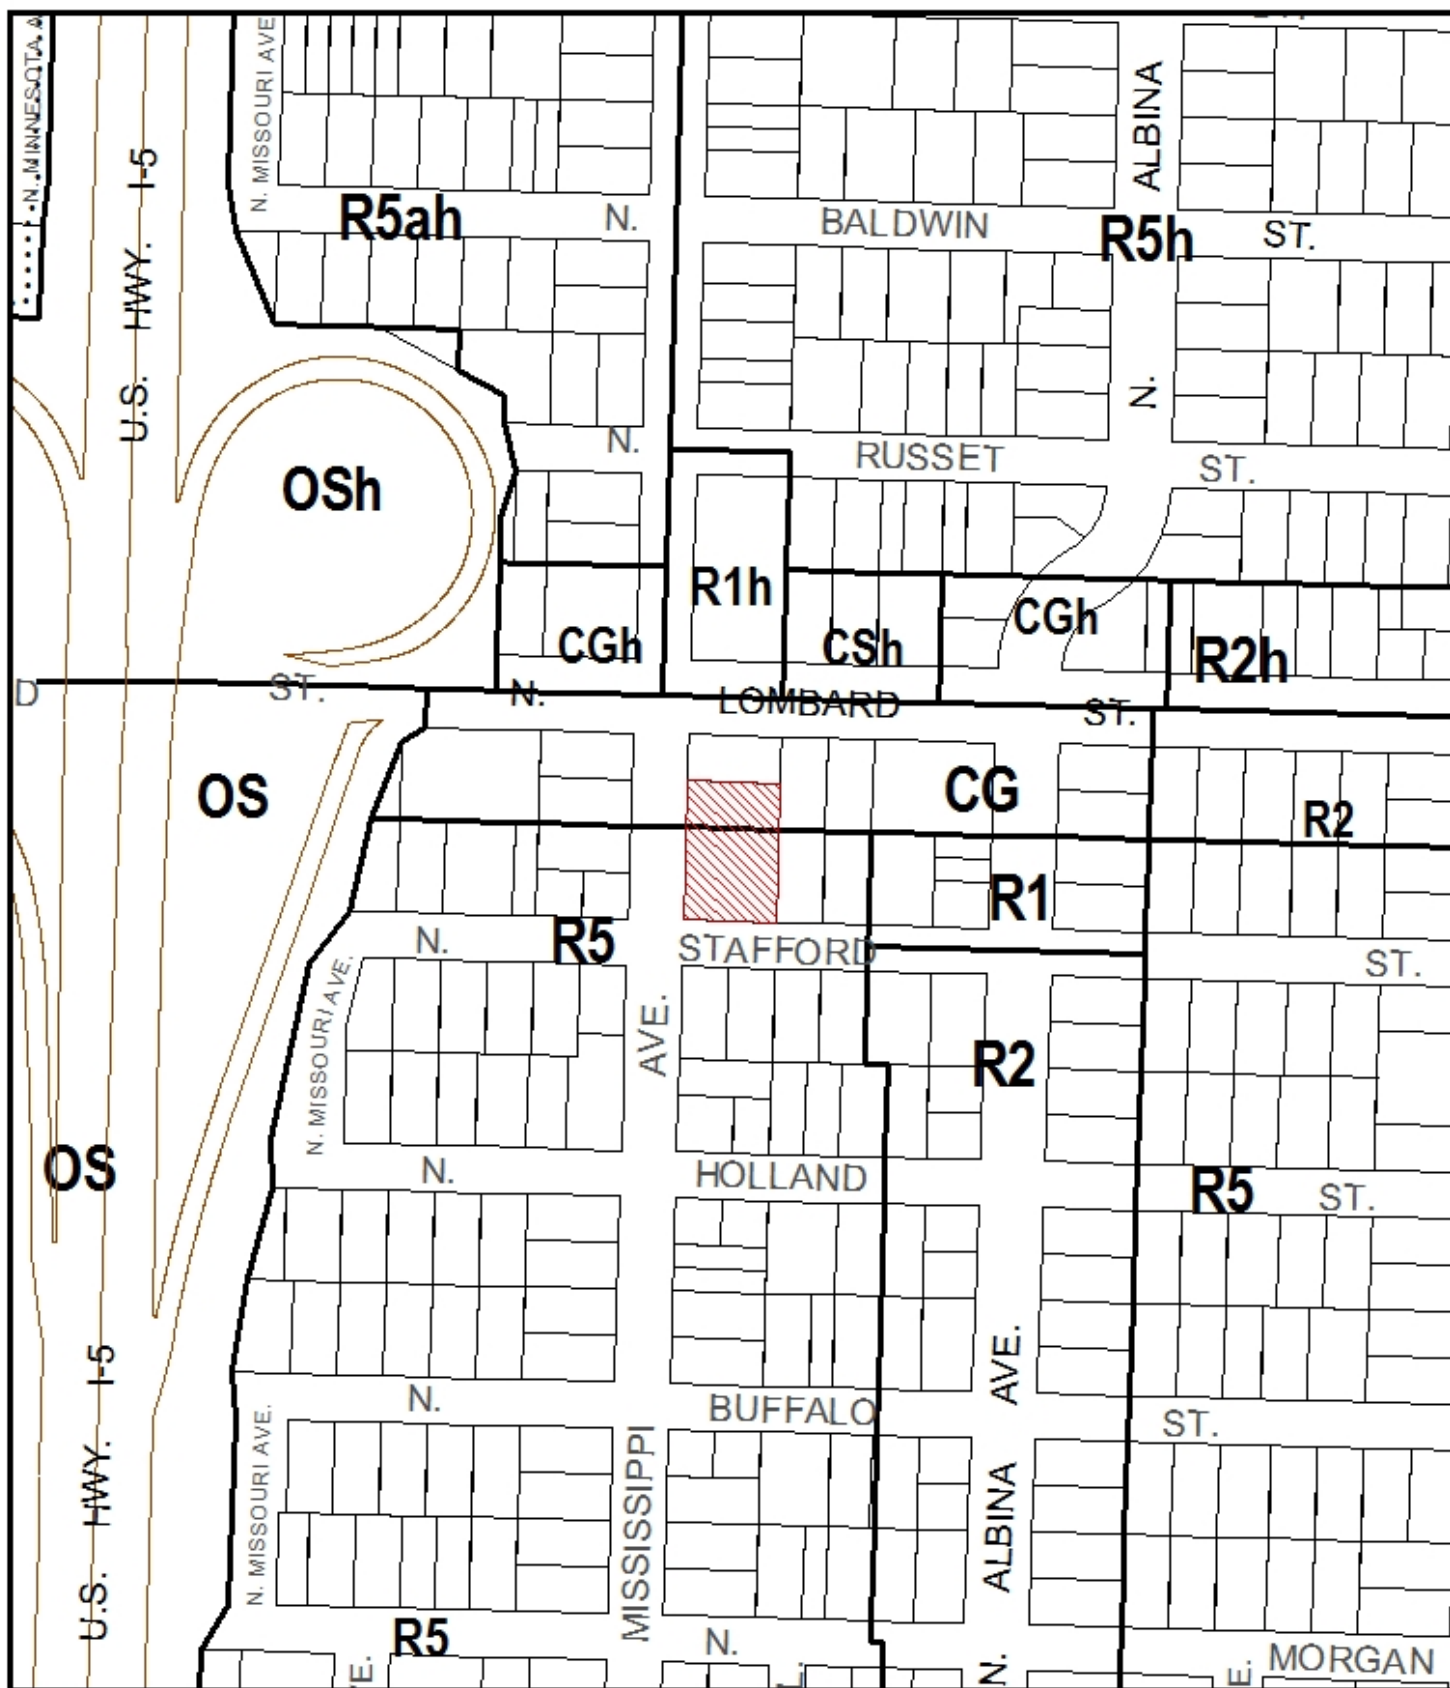 N. MINNESOTA A
N. MISSOURI AVE
ALBINA
U.S. HWY. I-5
R5ah
N.
BALDWIN
R5h
ST.
N.
N.
RUSSET
ST.
OSh
R1h
CGh
CSh
CGh
R2h
D
ST.
N.
LOMBARD
ST.
OS
CG
R2
R1
R5
N.
STAFFORD
ST.
N. MISSOURI AVE.
AVE.
R2
OS
N.
HOLLAND
R5
ST.
U.S. HWY. I-5
AVE.
N.
BUFFALO
ST.
N. MISSOURI AVE.
MISSISSIPPI
ALBINA
R5
N.
N.
MORGAN
VE.
L.
E.